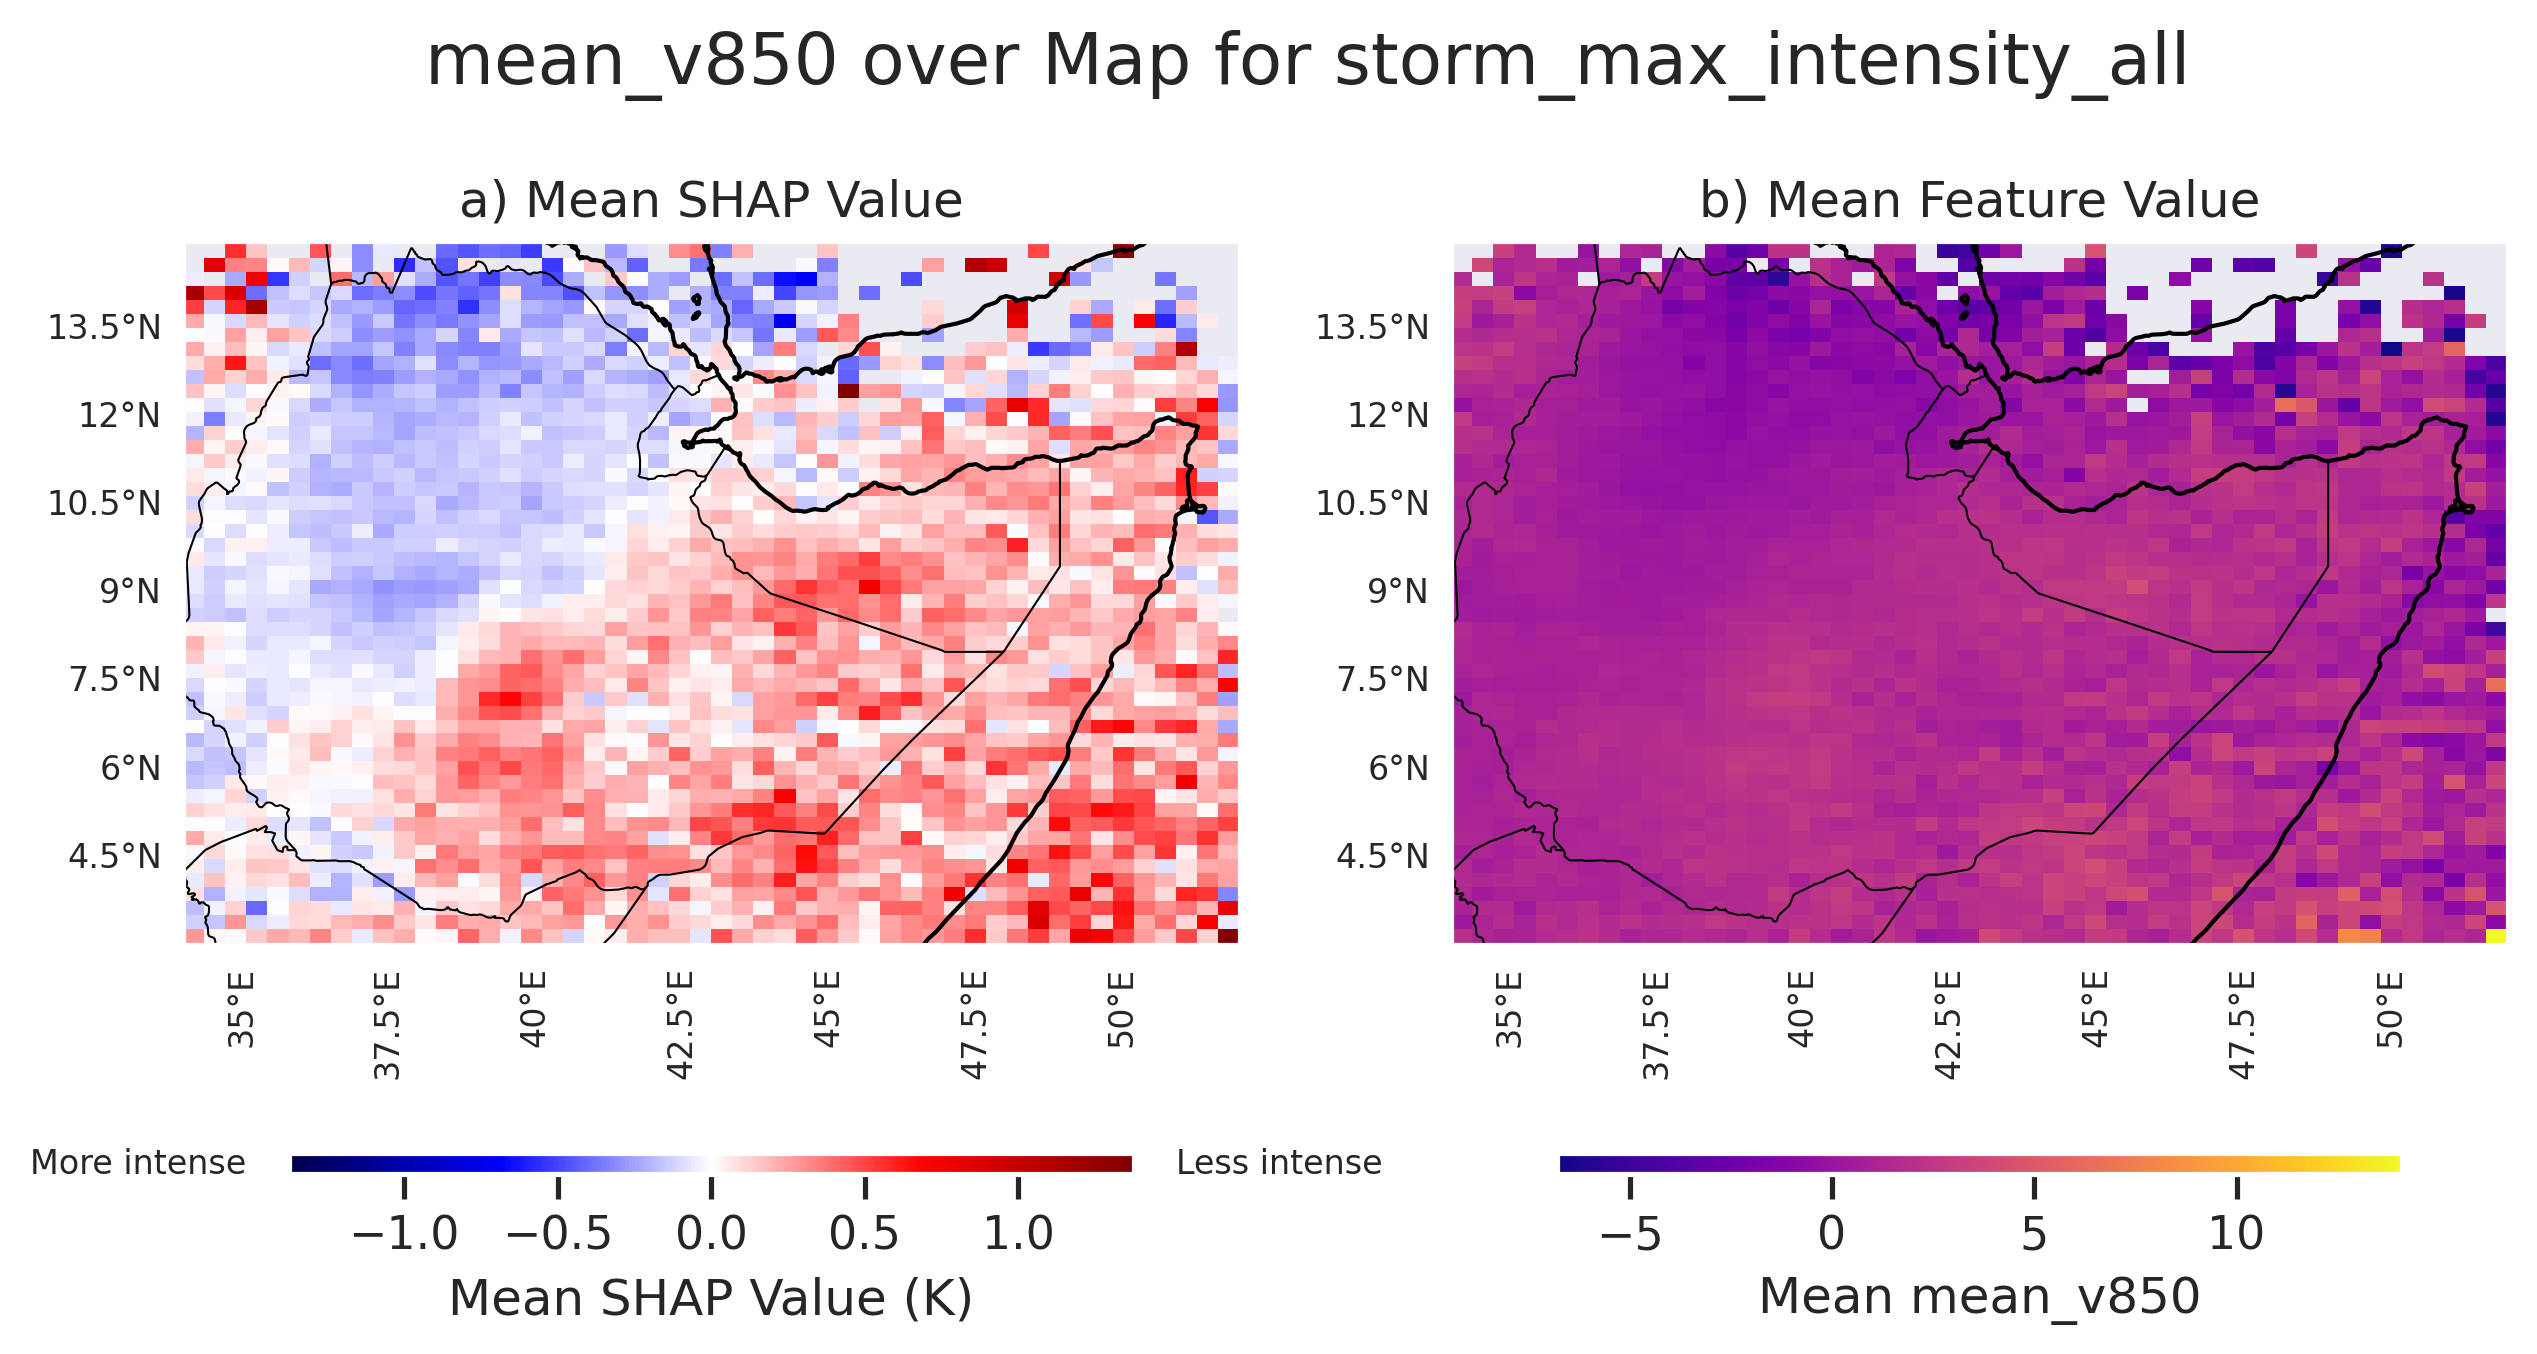 mean_v850 over Map for storm_max_intensity_all
a) Mean SHAP Value
b) Mean Feature Value
13.5°N
12°N
10.5°N
9°N
7.5°N
6°N
4.5°N
35°E
37.5°E
40°E
42.5°E
45°E
47.5°E
50°E
13.5°N
12°N
10.5°N
9°N
7.5°N
6°N
4.5°N
35°E
37.5°E
40°E
42.5°E
45°E
47.5°E
50°E
More intense
Less intense
−1.0 −0.5 0.0 0.5 1.0
Mean SHAP Value (K)
−5 0 5 10
Mean mean_v850